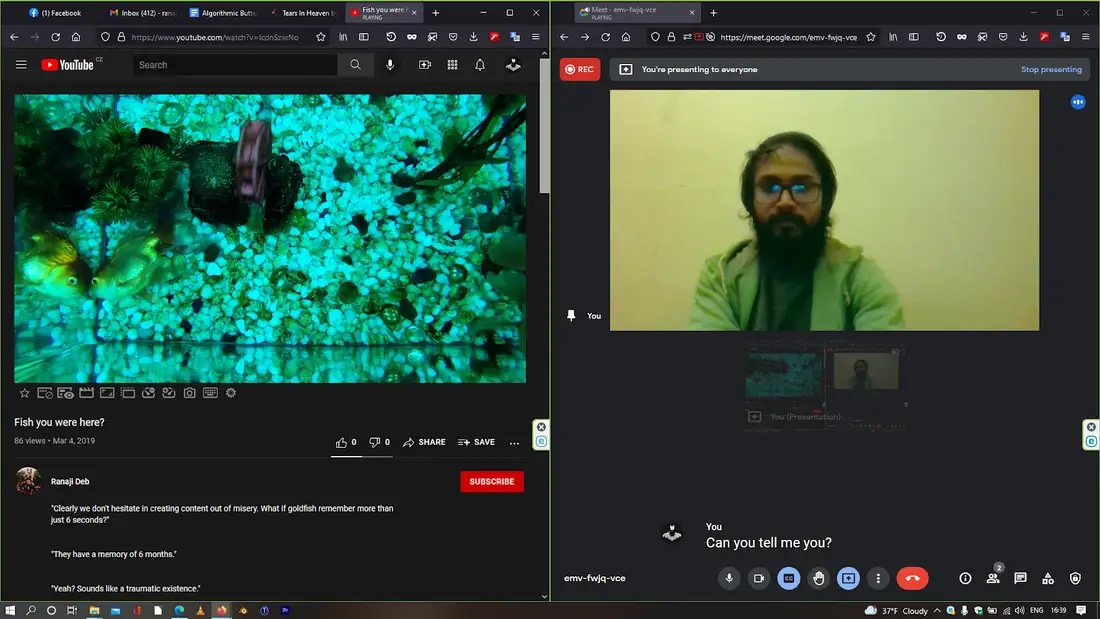 (1) Facebook
Inbox (412) - rana
Algorithmic Butt
Tears In Heaven b
Fish you were h
PLAYING
Meet - emv-fwjq-vce
PLAYING
https://www.youtube.com/watch?v=
https://meet.google.com/emv-fwjq-vce
YouTube CZ
Search
REC
You're presenting to everyone
Stop presenting
You
You (Presentation)
Fish you were here?
86 views • Mar 4, 2019
0
0
SHARE
SAVE
Ranaji Deb
SUBSCRIBE
"Clearly we don't hesitate in creating content out of misery. What if goldfish remember more than
just 6 seconds?"
"They have a memory of 6 months."
"Yeah? Sounds like a traumatic existence."
You
Can you tell me you?
emv-fwjq-vce
CC
2
37°F Cloudy
ENG
16:39